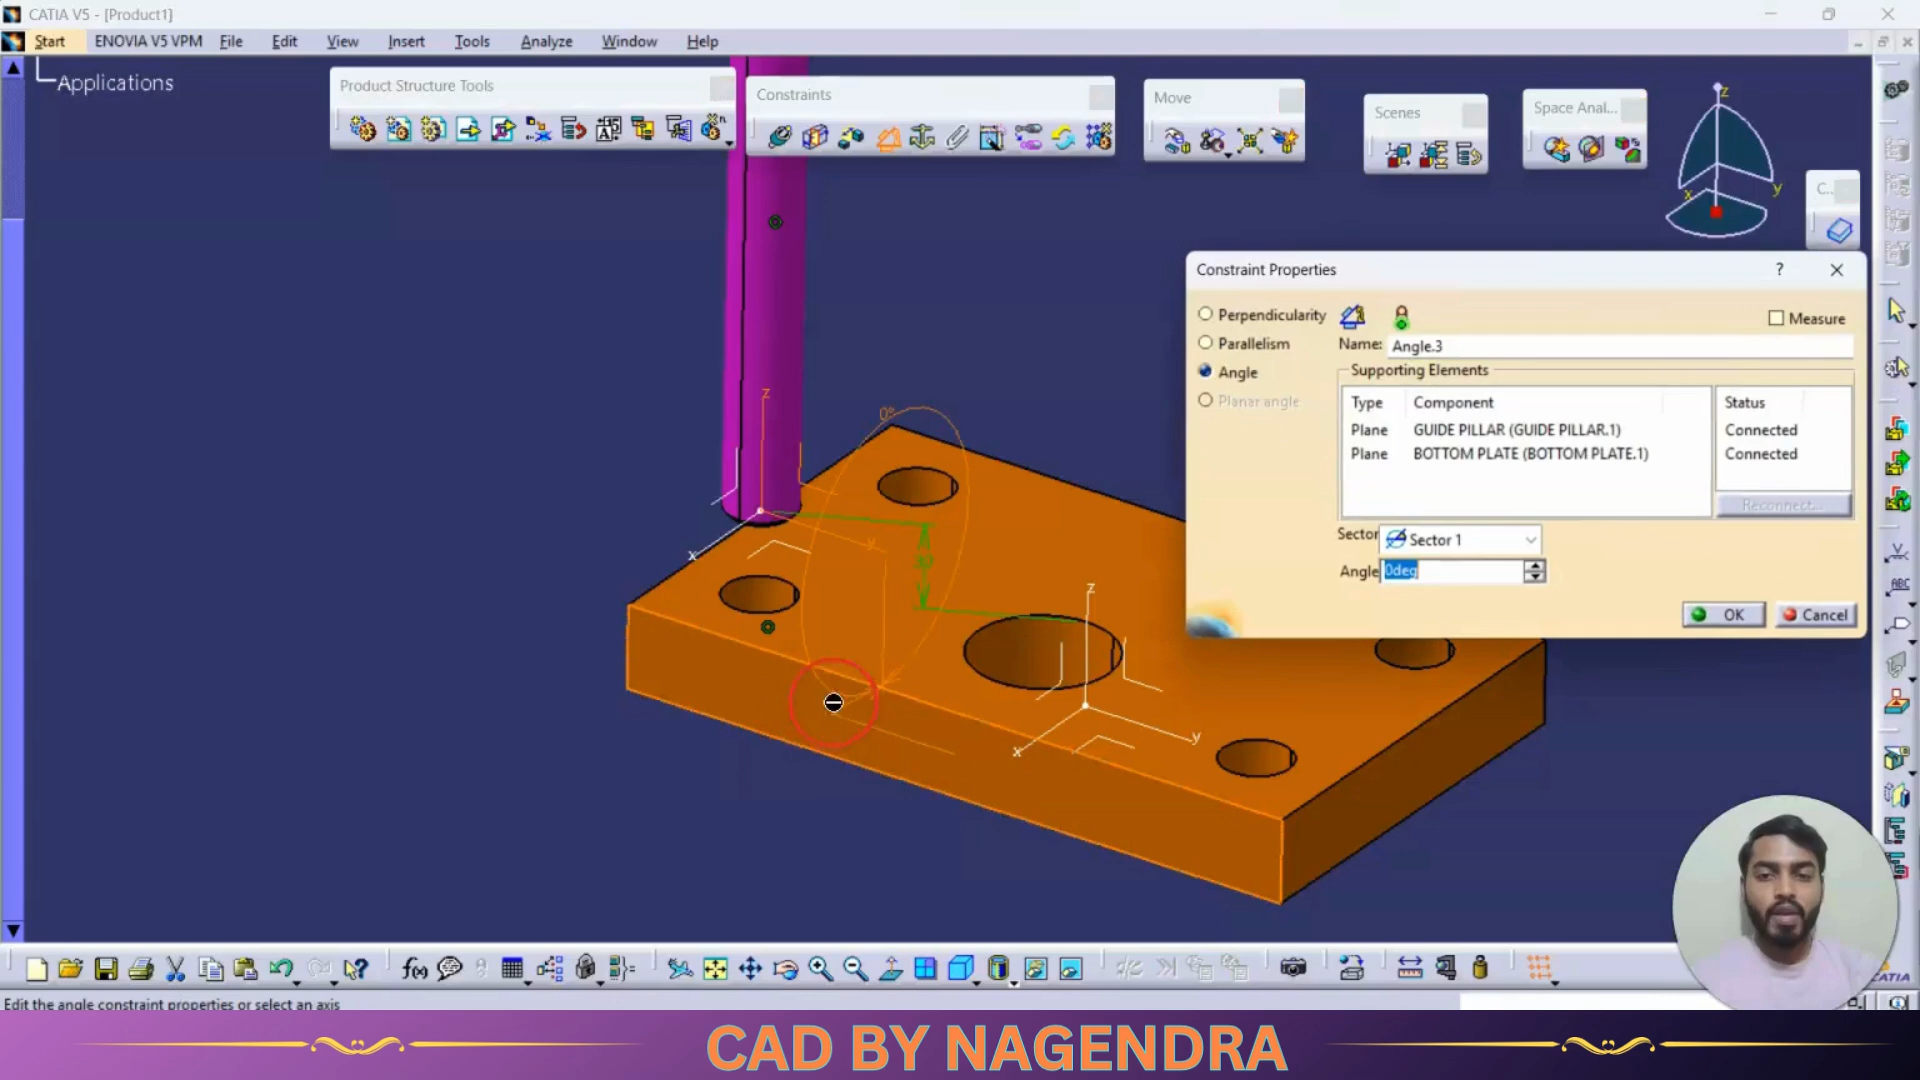 CATIA V5 - [Product1]
Start ENOVIA V5 VPM File Edit View Insert Tools Analyze Window Help
Applications
Product Structure Tools
Constraints
Move
Scenes
Space Anal...
C...
z
x
y
Constraint Properties
?
Perpendicularity
Parallelism
Angle
Planar angle
Measure
Name: Angle.3
Supporting Elements
Type Component Status
Plane GUIDE PILLAR (GUIDE PILLAR.1) Connected
Plane BOTTOM PLATE (BOTTOM PLATE.1) Connected
Reconnect...
Sector Sector 1
Angle 0deg
OK Cancel
z
0°
y
x
z
x
y
ABC
f(x)
CATIA
Edit the angle constraint properties or select an axis
CAD BY NAGENDRA